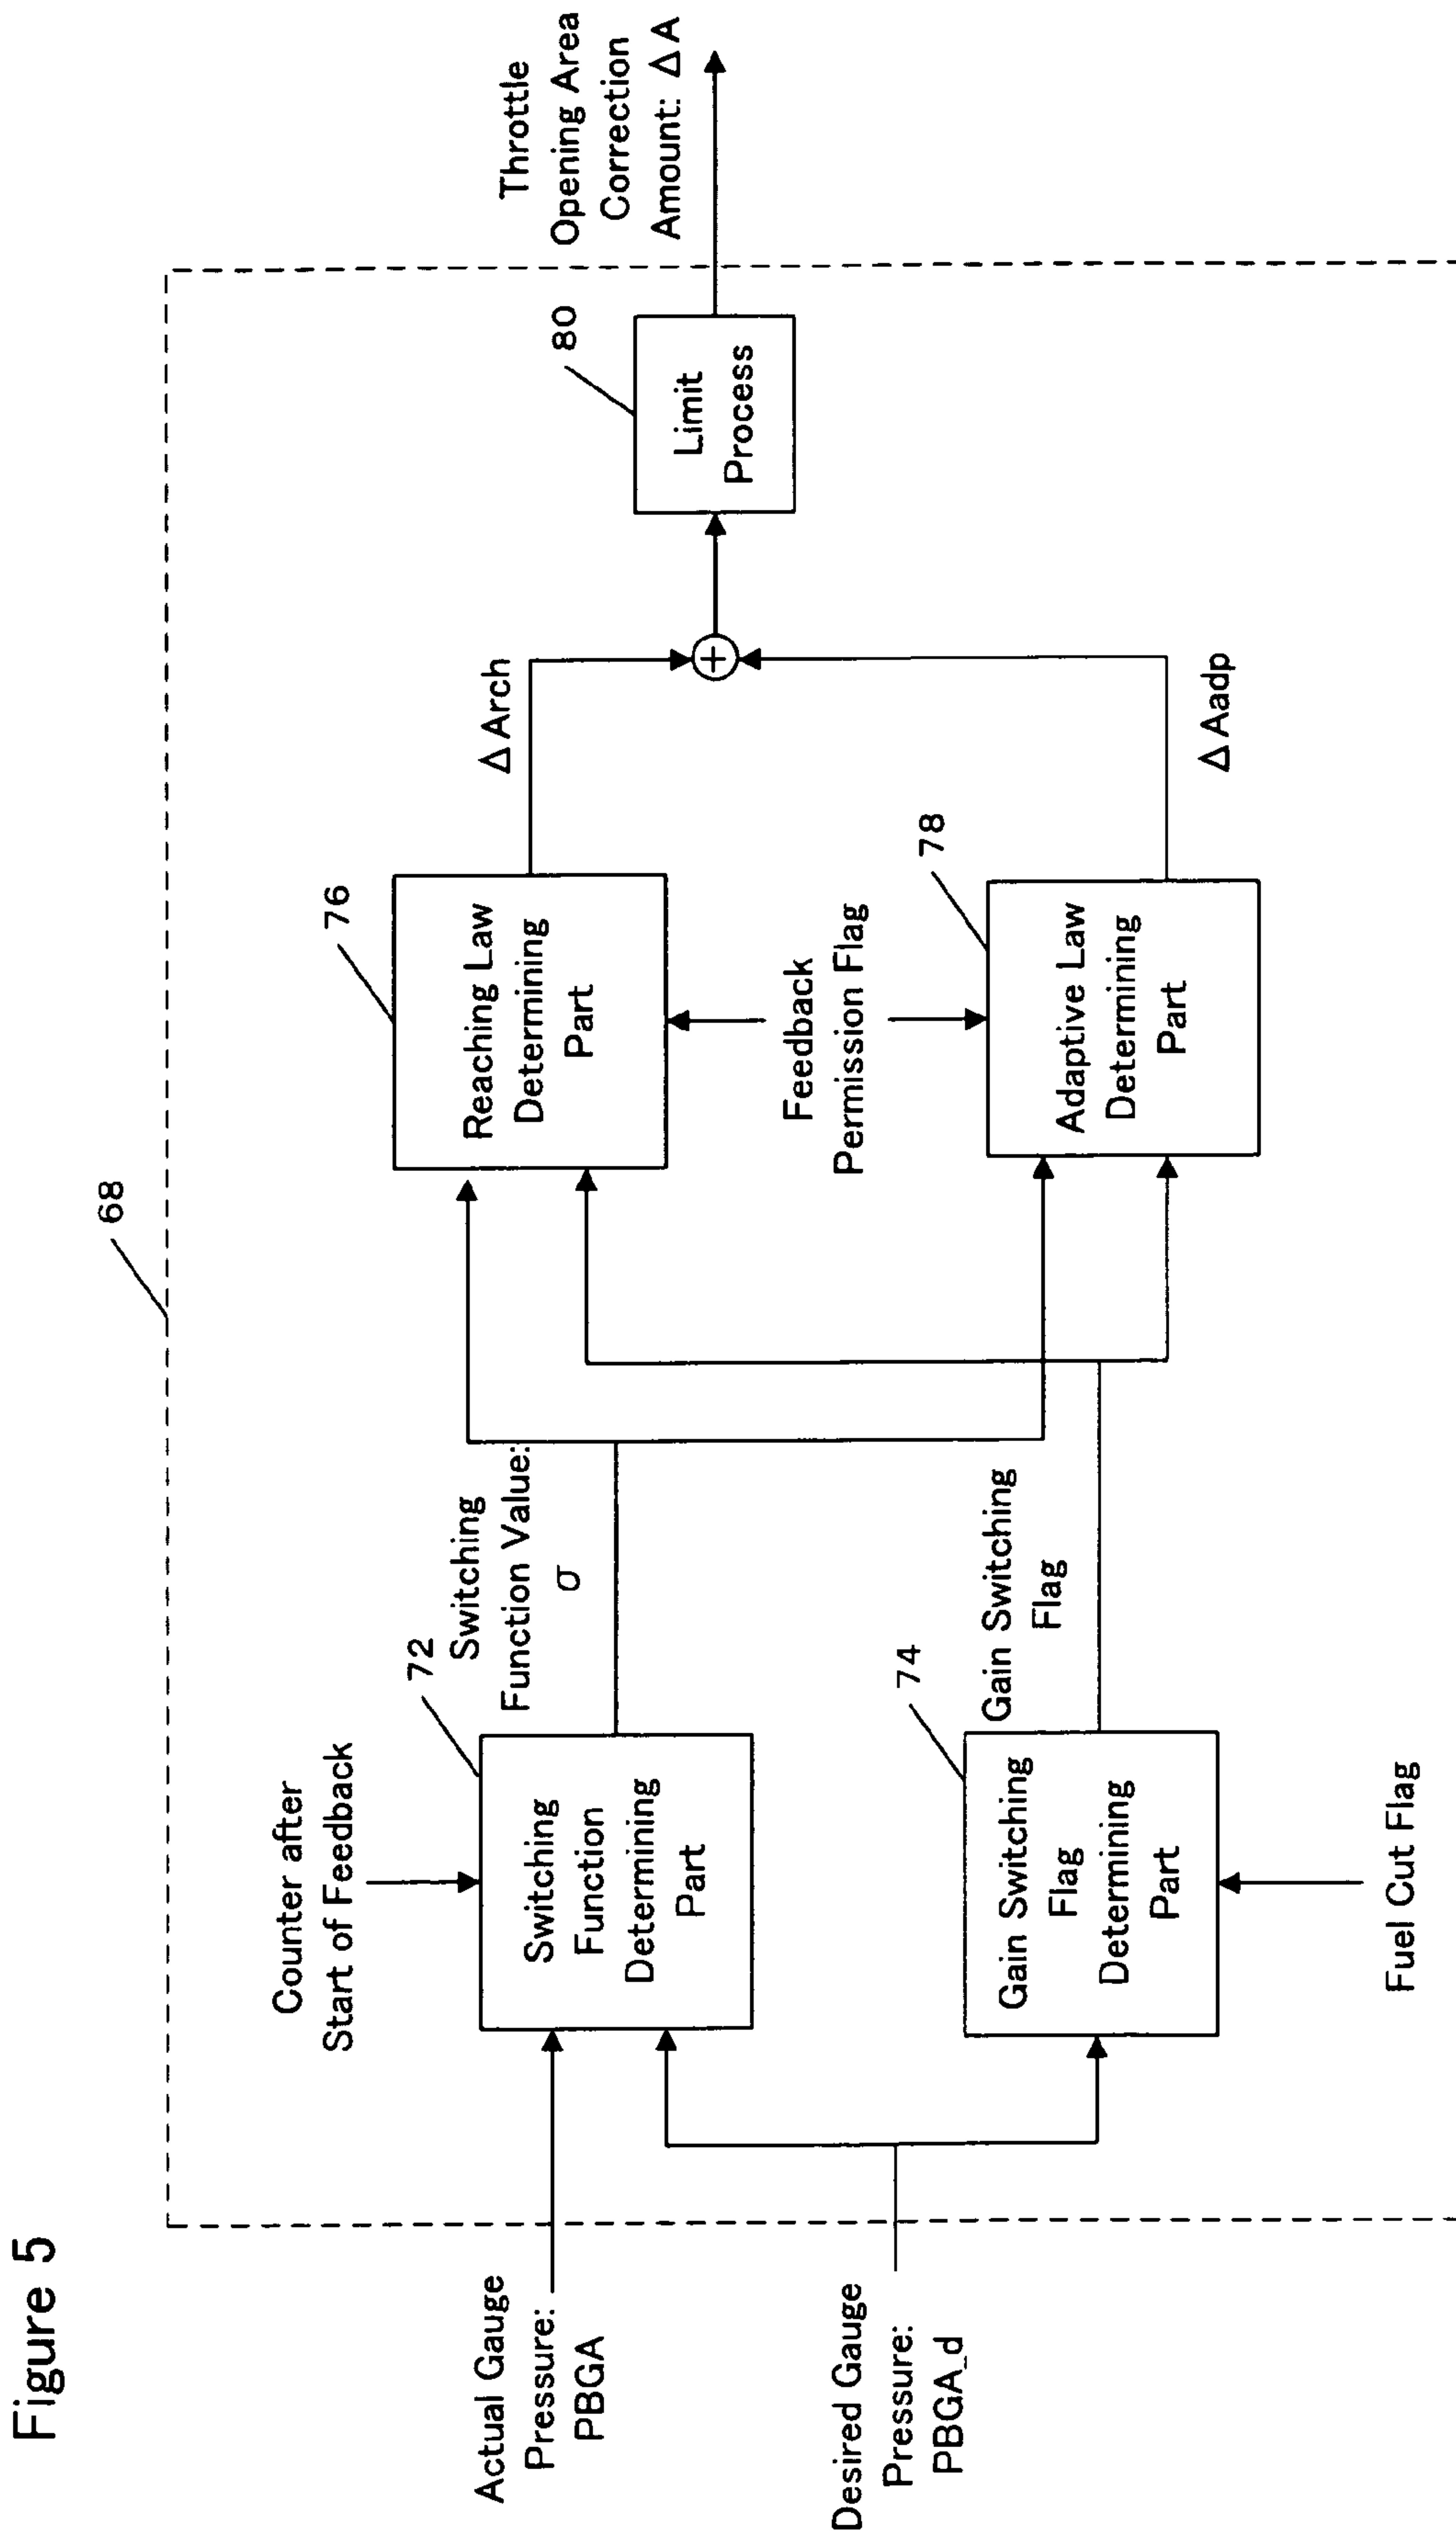 Figure 5
68
Actual Gauge
Pressure:
PBGA
Desired Gauge
Pressure:
PBGA_d
Counter after
Start of Feedback
72
Switching
Function
Determining
Part
Switching
Function Value:
σ
74
Gain Switching
Flag
Determining
Part
Gain Switching
Flag
Fuel Cut Flag
76
Reaching Law
Determining
Part
Feedback
Permission Flag
78
Adaptive Law
Determining
Part
Δ Arch
+
Δ Aadp
80
Limit
Process
Throttle
Opening Area
Correction
Amount: Δ A